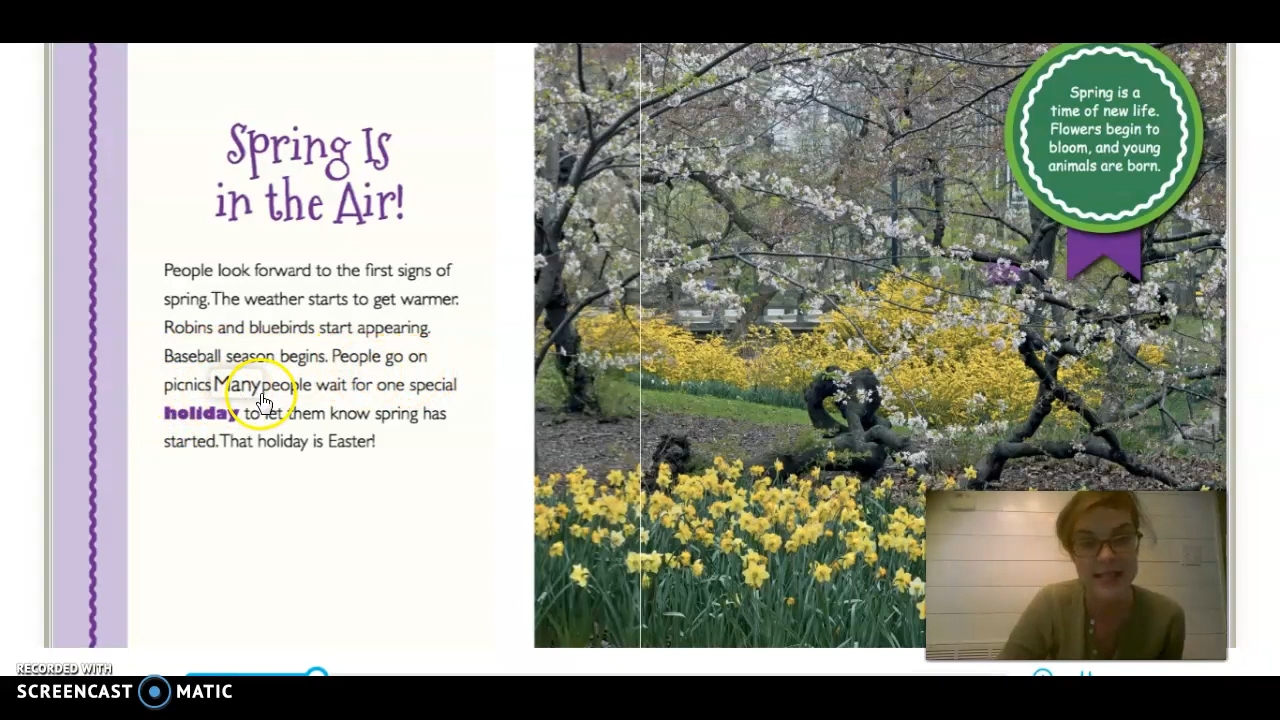 Spring Is
in the Air!
People look forward to the first signs of
spring. The weather starts to get warmer.
Robins and bluebirds start appearing.
Baseball season begins. People go on
picnics Many people wait for one special
holiday to let them know spring has
started. That holiday is Easter!
Spring is a
time of new life.
Flowers begin to
bloom, and young
animals are born.
RECORDED WITH
SCREENCAST MATIC